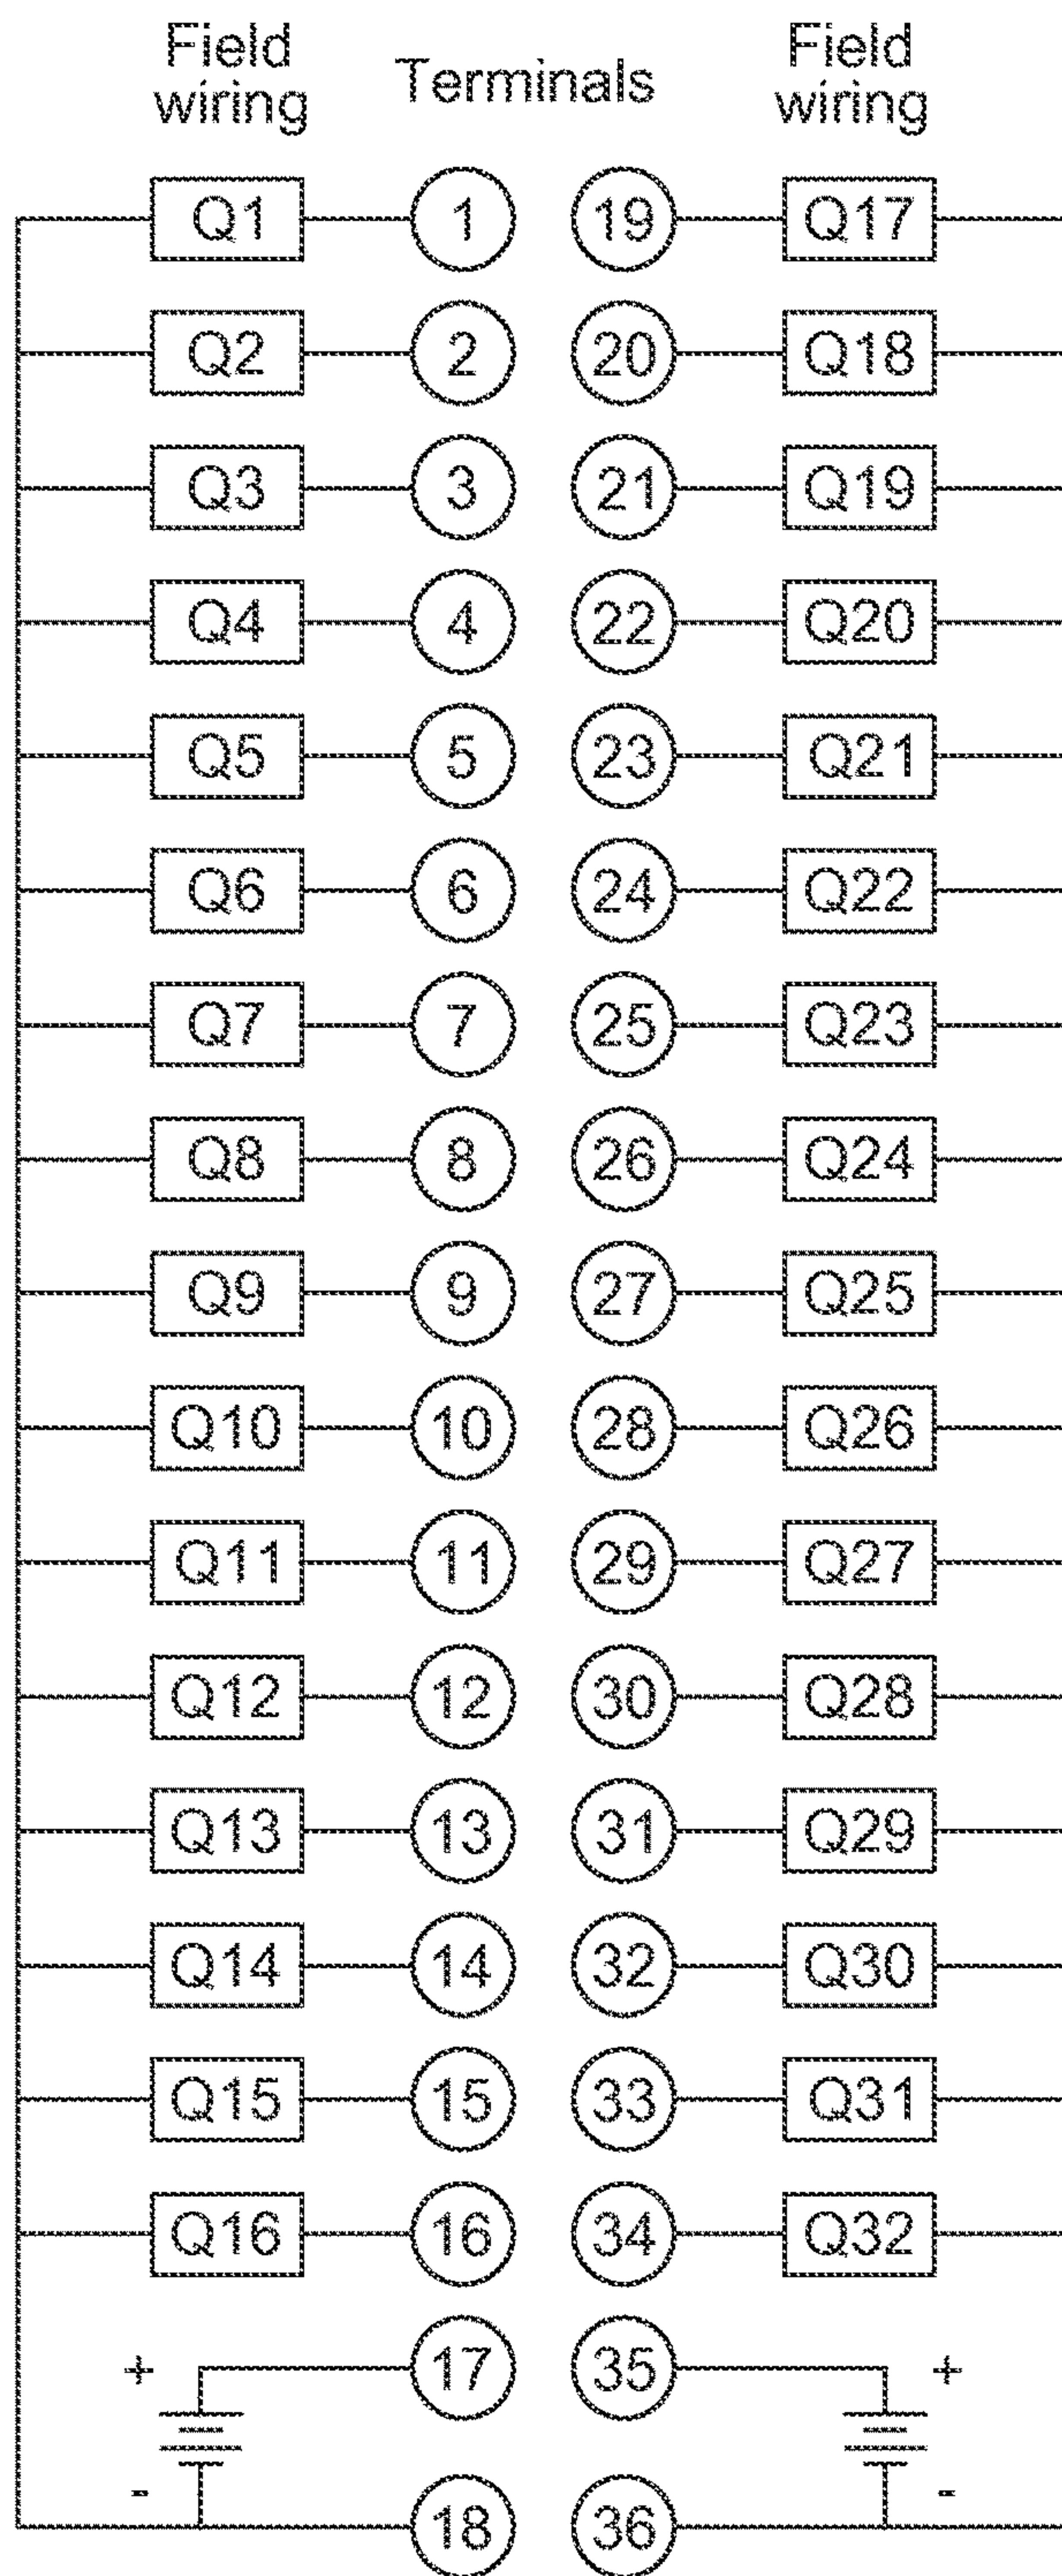 Field wiring Terminals Field wiring
Q1 1 19 Q17
Q2 2 20 Q18
Q3 3 21 Q19
Q4 4 22 Q20
Q5 5 23 Q21
Q6 6 24 Q22
Q7 7 25 Q23
Q8 8 26 Q24
Q9 9 27 Q25
Q10 10 28 Q26
Q11 11 29 Q27
Q12 12 30 Q28
Q13 13 31 Q29
Q14 14 32 Q30
Q15 15 33 Q31
Q16 16 34 Q32
+ 17 35 +
-  -
18 36